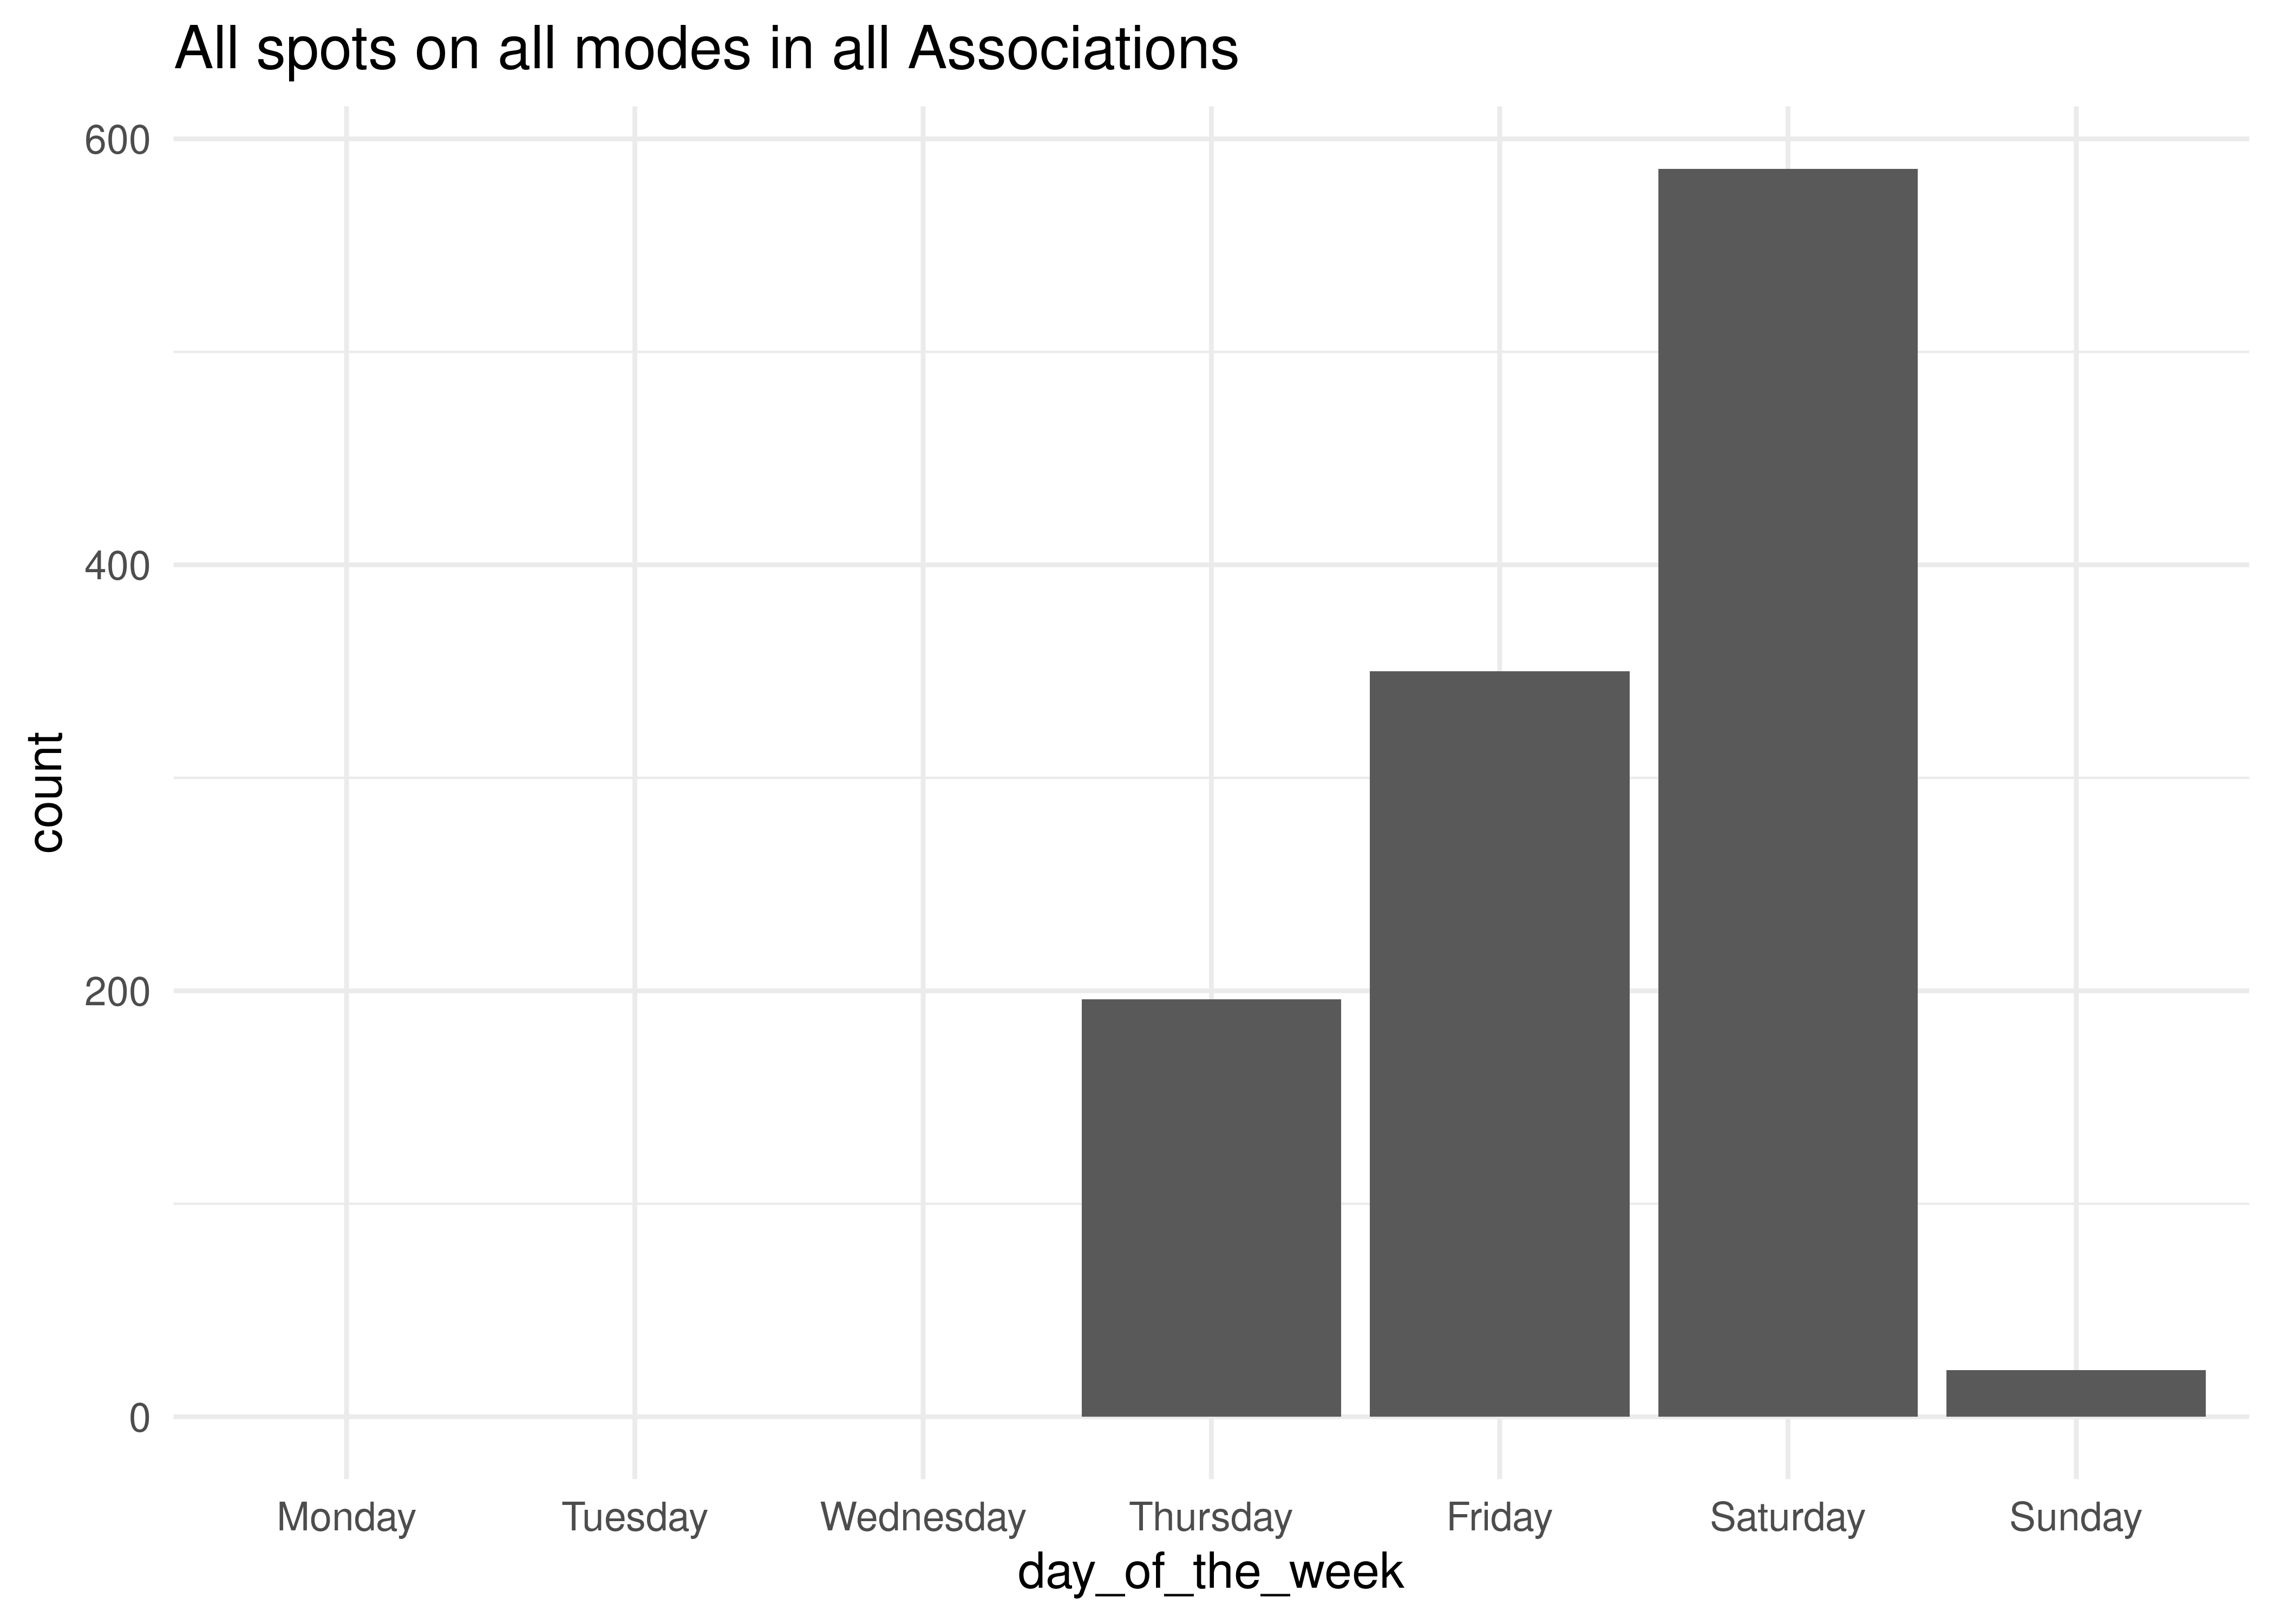 All spots on all modes in all Associations
600
400
200
0
count
Monday Tuesday Wednesday Thursday Friday Saturday Sunday
day_of_the_week